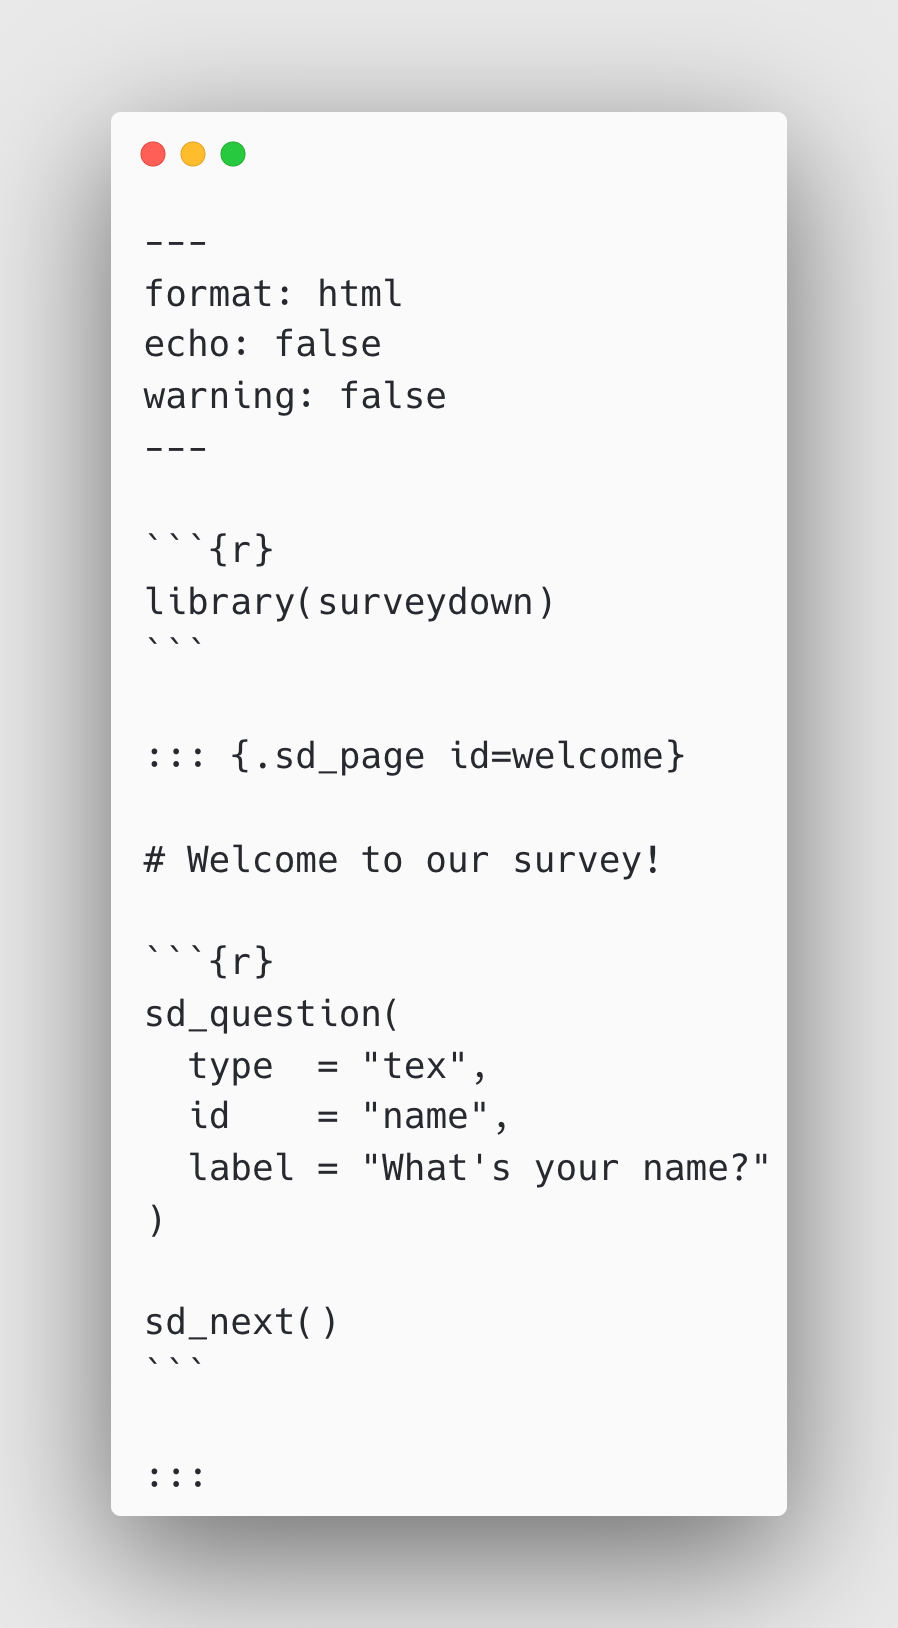 ---
format: html
echo: false
warning: false
---
```{r}
library(surveydown)
```
::: {.sd_page id=welcome}
# Welcome to our survey!
```{r}
sd_question(
  type  = "tex",
  id    = "name",
  label = "What's your name?"
)
sd_next()
```
:::